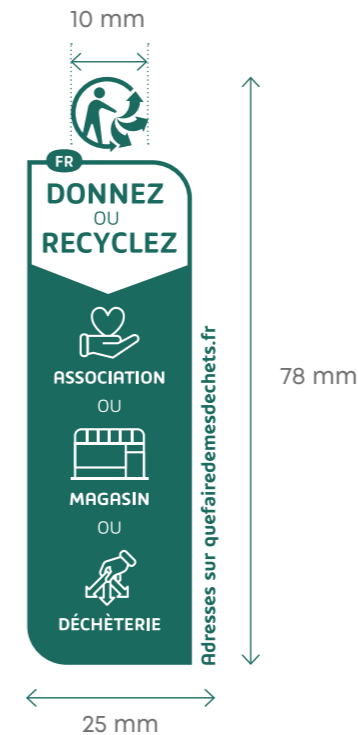 10 mm
FR
DONNEZ
OU
RECYCLEZ
ASSOCIATION
OU
MAGASIN
OU
DÉCHÈTERIE
Adresses sur quefairedemesdechets.fr
78 mm
25 mm